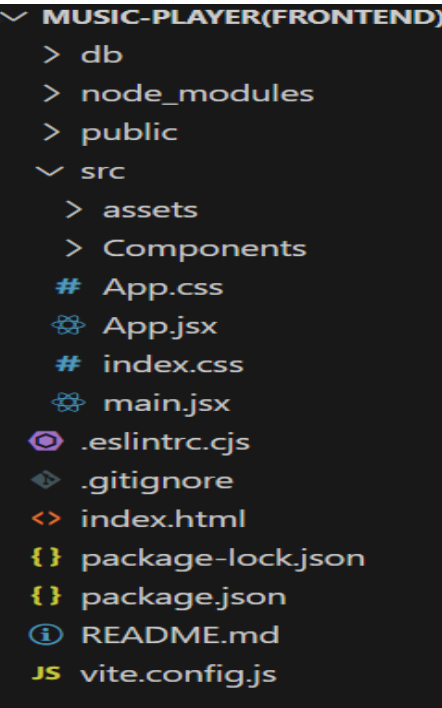 MUSIC-PLAYER(FRONTEND)
db
node_modules
public
src
assets
Components
# App.css
App.jsx
# index.css
main.jsx
.eslintrc.cjs
.gitignore
<> index.html
{} package-lock.json
{} package.json
README.md
JS vite.config.js